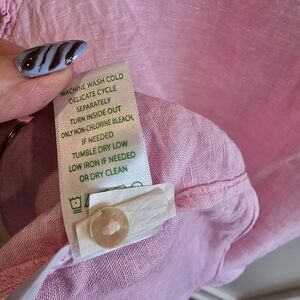 MACHINE WASH COLD
DELICATE CYCLE
SEPARATELY
TURN INSIDE OUT
ONLY NON-CHLORINE BLEACH,
IF NEEDED
TUMBLE DRY LOW
LOW IRON IF NEEDED
OR DRY CLEAN